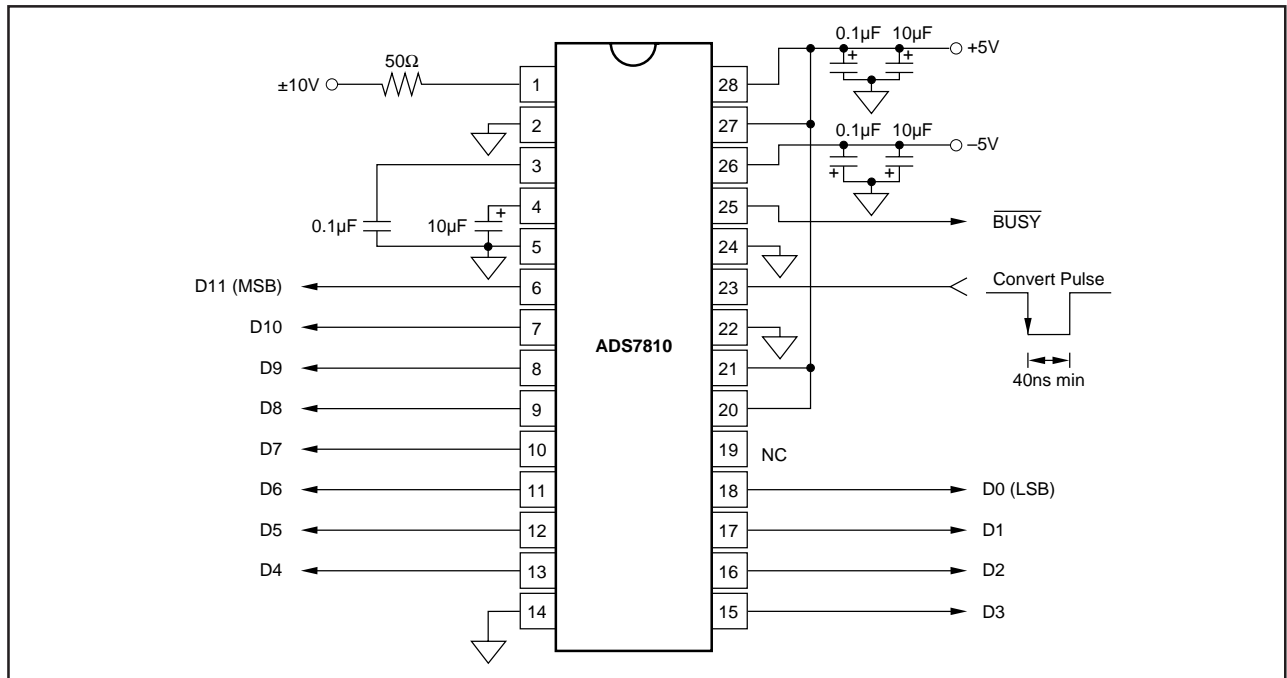 0.1µF 10µF
+5V
50Ω
±10V
+ +
1 28
2 27
0.1µF 10µF
–5V
3 26
+ +
4 25
+
0.1µF 10µF
BUSY
5 24
D11 (MSB) 6 23 Convert Pulse
D10 7 22
ADS7810
D9 8 21
40ns min
D8 9 20
D7 10 19 NC
D6 11 18 D0 (LSB)
D5 12 17 D1
D4 13 16 D2
14 15 D3